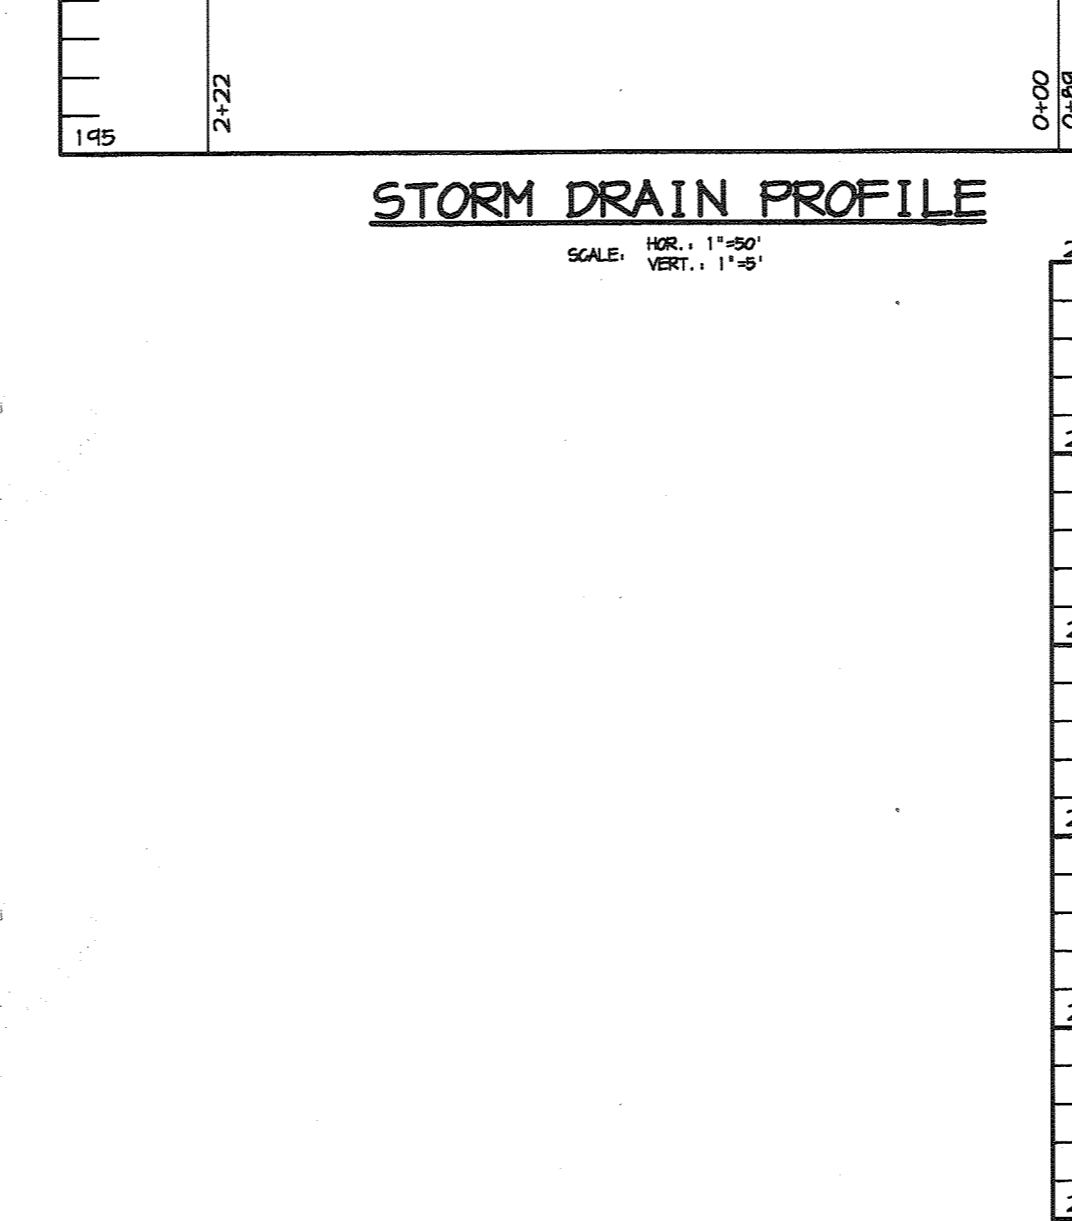 2+22
0+00
195
STORM DRAIN PROFILE
SCALE: HOR.: 1"=50'
VERT.: 1"=5'